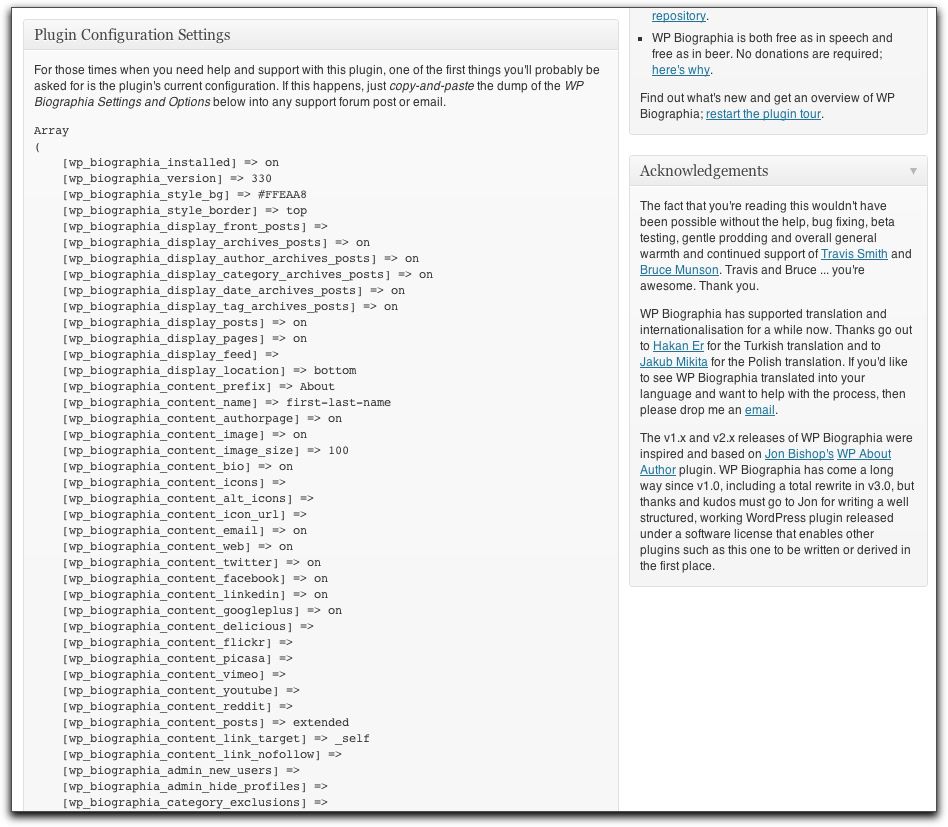 Plugin Configuration Settings
For those times when you need help and support with this plugin, one of the first things you'll probably be
asked for is the plugin's current configuration. If this happens, just copy-and-paste the dump of the WP
Biographia Settings and Options below into any support forum post or email.
Array
(
[wp_biographia_installed] => on
[wp_biographia_version] => 330
[wp_biographia_style_bg] => #FFEAA8
[wp_biographia_style_border] => top
[wp_biographia_display_front_posts] =>
[wp_biographia_display_archives_posts] => on
[wp_biographia_display_author_archives_posts] => on
[wp_biographia_display_category_archives_posts] => on
[wp_biographia_display_date_archives_posts] => on
[wp_biographia_display_tag_archives_posts] => on
[wp_biographia_display_posts] => on
[wp_biographia_display_pages] => on
[wp_biographia_display_feed] =>
[wp_biographia_display_location] => bottom
[wp_biographia_content_prefix] => About
[wp_biographia_content_name] => first-last-name
[wp_biographia_content_authorpage] => on
[wp_biographia_content_image] => on
[wp_biographia_content_image_size] => 100
[wp_biographia_content_bio] => on
[wp_biographia_content_icons] =>
[wp_biographia_content_alt_icons] =>
[wp_biographia_content_icon_url] =>
[wp_biographia_content_email] => on
[wp_biographia_content_web] => on
[wp_biographia_content_twitter] => on
[wp_biographia_content_facebook] => on
[wp_biographia_content_linkedin] => on
[wp_biographia_content_googleplus] => on
[wp_biographia_content_delicious] =>
[wp_biographia_content_flickr] =>
[wp_biographia_content_picasa] =>
[wp_biographia_content_vimeo] =>
[wp_biographia_content_youtube] =>
[wp_biographia_content_reddit] =>
[wp_biographia_content_posts] => extended
[wp_biographia_content_link_target] => _self
[wp_biographia_content_link_nofollow] =>
[wp_biographia_admin_new_users] =>
[wp_biographia_admin_hide_profiles] =>
[wp_biographia_category_exclusions] =>
repository.
WP Biographia is both free as in speech and
free as in beer. No donations are required;
here's why.
Find out what's new and get an overview of WP
Biographia; restart the plugin tour.
Acknowledgements
The fact that you're reading this wouldn't have
been possible without the help, bug fixing, beta
testing, gentle prodding and overall general
warmth and continued support of Travis Smith and
Bruce Munson. Travis and Bruce ... you're
awesome. Thank you.
WP Biographia has supported translation and
internationalisation for a while now. Thanks go out
to Hakan Er for the Turkish translation and to
Jakub Mikita for the Polish translation. If you'd like
to see WP Biographia translated into your
language and want to help with the process, then
please drop me an email.
The v1.x and v2.x releases of WP Biographia were
inspired and based on Jon Bishop's WP About
Author plugin. WP Biographia has come a long
way since v1.0, including a total rewrite in v3.0, but
thanks and kudos must go to Jon for writing a well
structured, working WordPress plugin released
under a software license that enables other
plugins such as this one to be written or derived in
the first place.